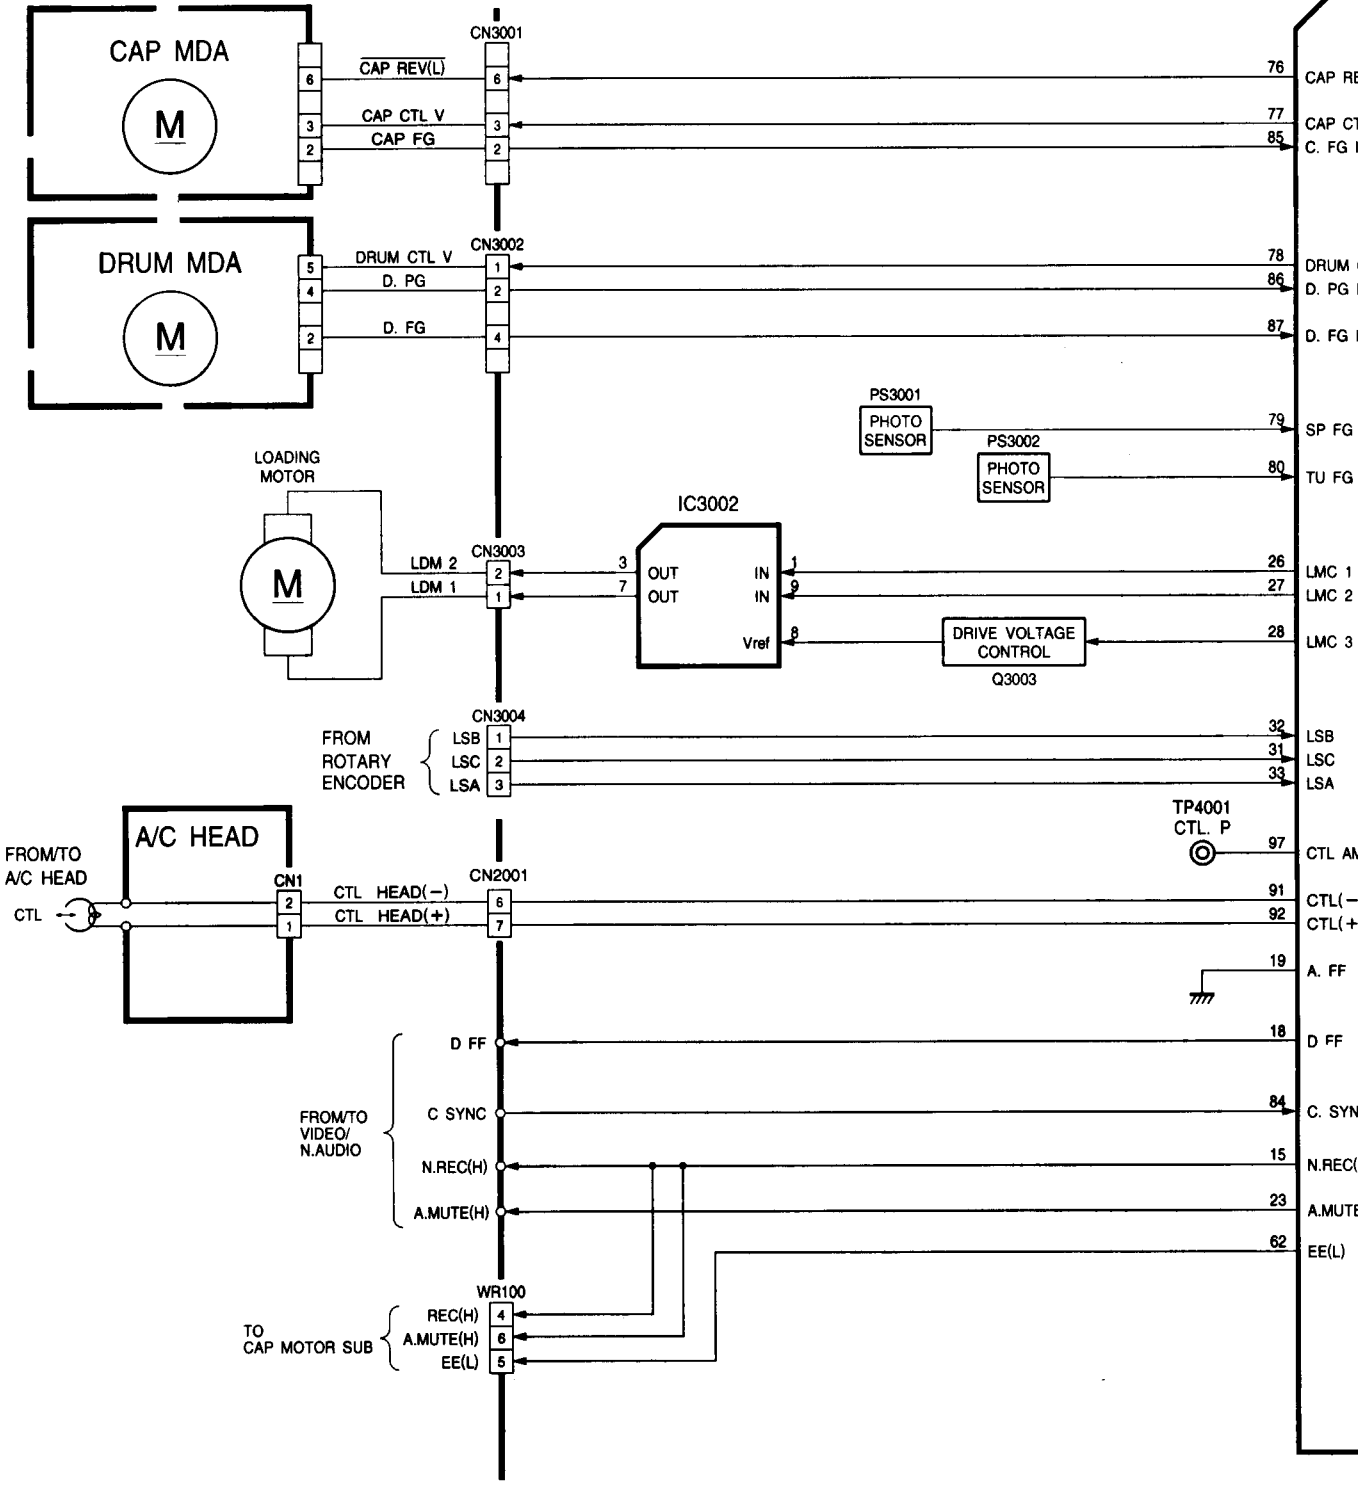 CN3001
CAP MDA
M
6 CAP REV(L) 6 76 CAP RE
3 CAP CTL V 3 77 CAP CT
2 CAP FG 2 85 C. FG
CN3002
DRUM MDA
M
5 DRUM CTL V 1 78 DRUM
4 D. PG 2 86 D. PG
2 D. FG 4 87 D. FG
PS3001
PHOTO
SENSOR
79 SP FG
PS3002
PHOTO
SENSOR
80 TU FG
LOADING
MOTOR
M
IC3002
CN3003
LDM 2 2 3 OUT IN 1 26 LMC 1
LDM 1 1 7 OUT IN 9 27 LMC 2
Vref 8 DRIVE VOLTAGE
CONTROL
Q3003
28 LMC 3
CN3004
FROM
ROTARY
ENCODER
LSB 1 32 LSB
LSC 2 31 LSC
LSA 3 33 LSA
TP4001
CTL. P
97 CTL AM
A/C HEAD
FROM/TO
A/C HEAD
CTL
CN1
CN2001
2 CTL HEAD(−) 6 91 CTL(−
1 CTL HEAD(+) 7 92 CTL(+
19 A. FF
FROM/TO
VIDEO/
N.AUDIO
D FF 18 D FF
C SYNC 84 C. SYN
N.REC(H) 15 N.REC(
A.MUTE(H) 23 A.MUTE
62 EE(L)
WR100
TO
CAP MOTOR SUB
REC(H) 4
A.MUTE(H) 6
EE(L) 5